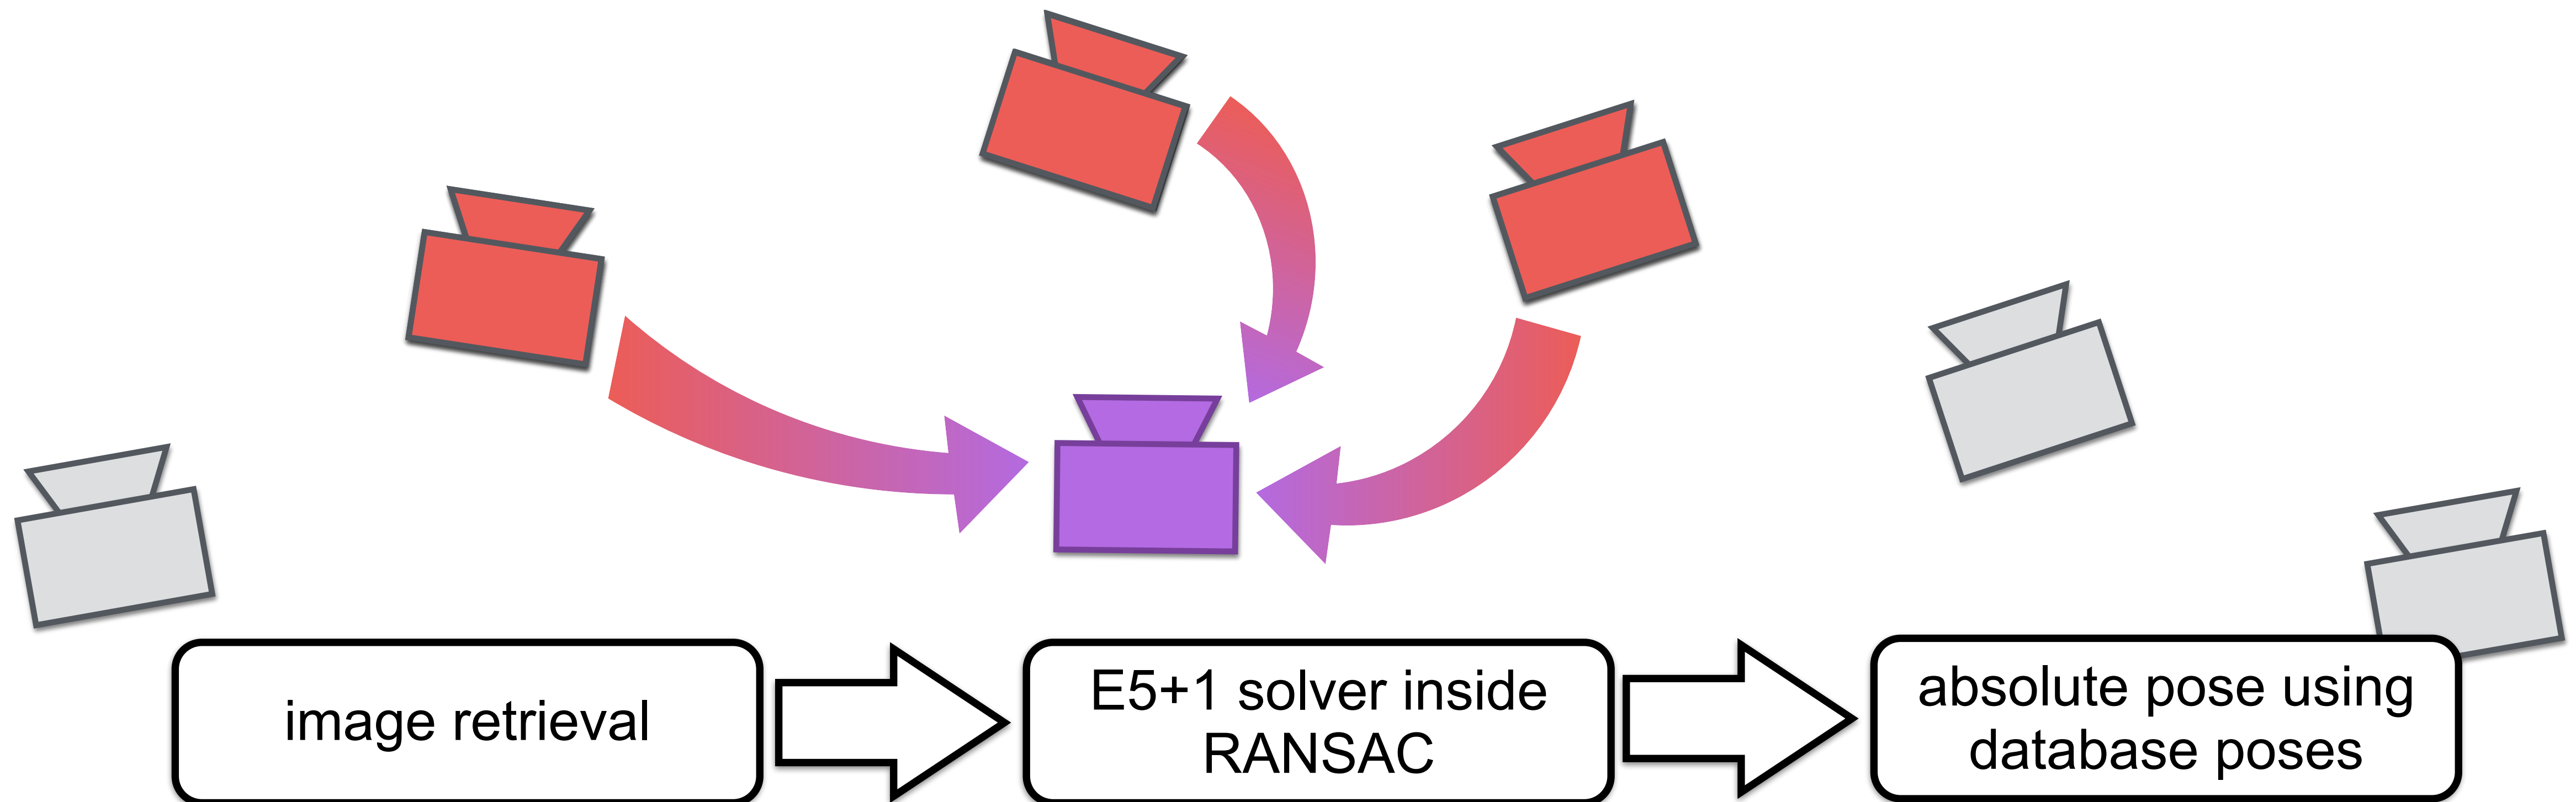 image retrieval
E5+1 solver inside
RANSAC
absolute pose using
database poses